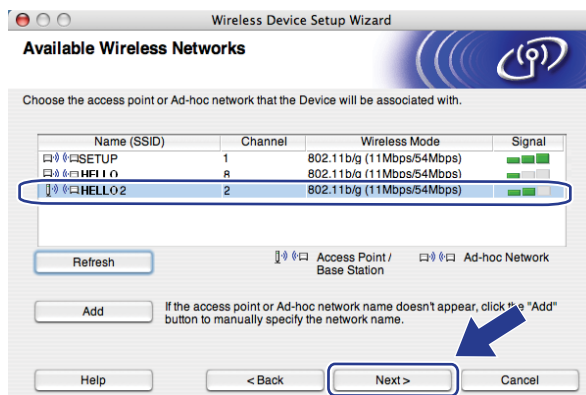 Wireless Device Setup Wizard
Available Wireless Networks
Choose the access point or Ad-hoc network that the Device will be associated with.
Name (SSID) Channel Wireless Mode Signal
SETUP 1 802.11b/g (11Mbps/54Mbps)
HELLO 8 802.11b/g (11Mbps/54Mbps)
HELLO2 2 802.11b/g (11Mbps/54Mbps)
Refresh Access Point / Ad-hoc Network
Base Station
Add If the access point or Ad-hoc network name doesn't appear, click the "Add"
button to manually specify the network name.
Help < Back Next > Cancel